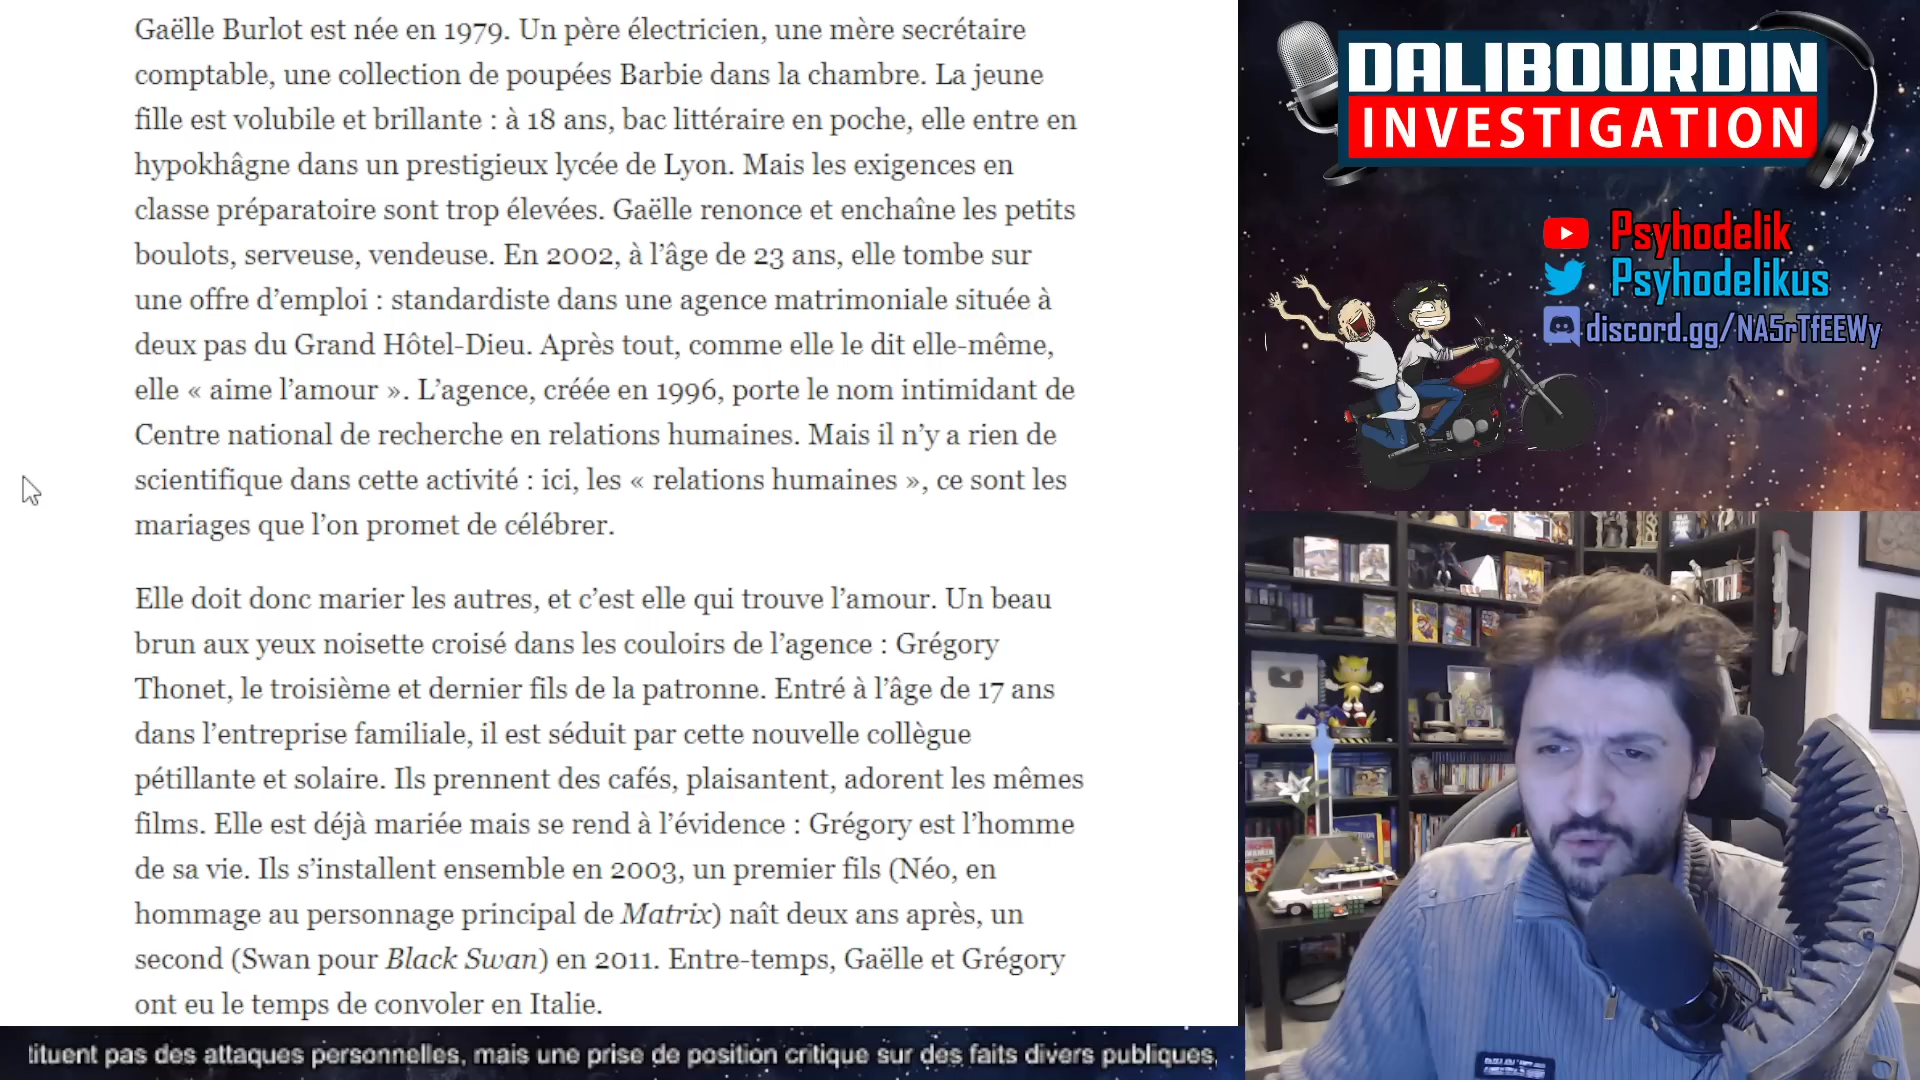 Gaëlle Burlot est née en 1979. Un père électricien, une mère secrétaire
comptable, une collection de poupées Barbie dans la chambre. La jeune
fille est volubile et brillante : à 18 ans, bac littéraire en poche, elle entre en
hypokhâgne dans un prestigieux lycée de Lyon. Mais les exigences en
classe préparatoire sont trop élevées. Gaëlle renonce et enchaîne les petits
boulots, serveuse, vendeuse. En 2002, à l’âge de 23 ans, elle tombe sur
une offre d’emploi : standardiste dans une agence matrimoniale située à
deux pas du Grand Hôtel-Dieu. Après tout, comme elle le dit elle-même,
elle « aime l’amour ». L’agence, créée en 1996, porte le nom intimidant de
Centre national de recherche en relations humaines. Mais il n’y a rien de
scientifique dans cette activité : ici, les « relations humaines », ce sont les
mariages que l’on promet de célébrer.
Elle doit donc marier les autres, et c’est elle qui trouve l’amour. Un beau
brun aux yeux noisette croisé dans les couloirs de l’agence : Grégory
Thonet, le troisième et dernier fils de la patronne. Entré à l’âge de 17 ans
dans l’entreprise familiale, il est séduit par cette nouvelle collègue
pétillante et solaire. Ils prennent des cafés, plaisantent, adorent les mêmes
films. Elle est déjà mariée mais se rend à l’évidence : Grégory est l’homme
de sa vie. Ils s’installent ensemble en 2003, un premier fils (Néo, en
hommage au personnage principal de Matrix) naît deux ans après, un
second (Swan pour Black Swan) en 2011. Entre-temps, Gaëlle et Grégory
ont eu le temps de convoler en Italie.
DALIBOURDIN
INVESTIGATION
Psyhodelik
Psyhodelikus
discord.gg/NA5rTfEEWy
tituent pas des attaques personnelles, mais une prise de position critique sur des faits divers publiques.